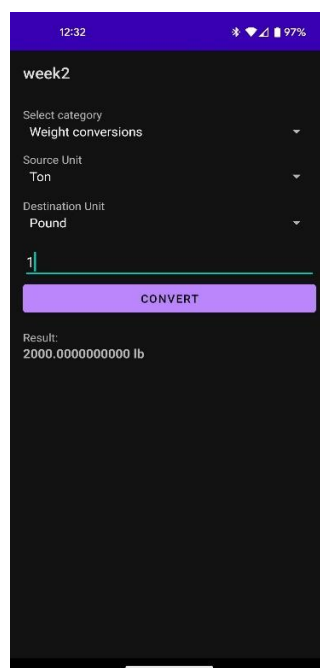 12:32 97%
week2
Select category
Weight conversions
Source Unit
Ton
Destination Unit
Pound
1
CONVERT
Result:
2000.0000000000 lb